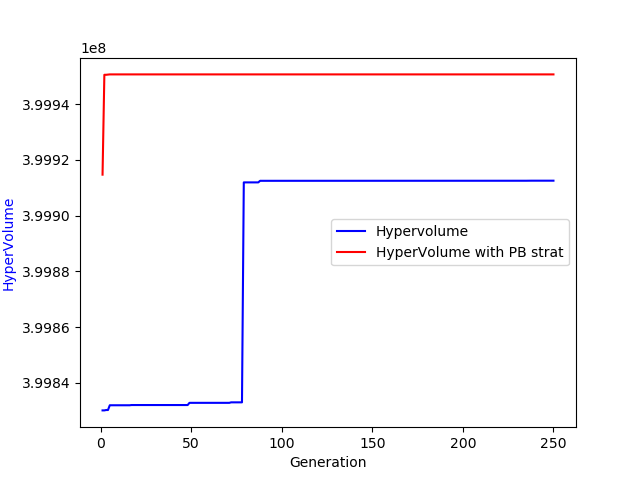 1e8
3.9994
3.9992
3.9990
3.9988
3.9986
3.9984
HyperVolume
Hypervolume
HyperVolume with PB strat
0 50 100 150 200 250
Generation